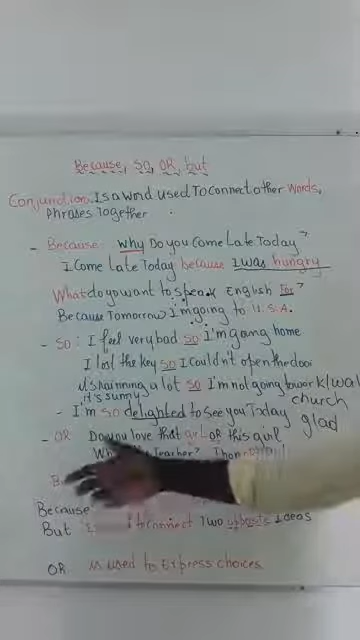 Because, SO, OR, but
Conjunction. Is a Word used To connect other Words,
Phrases Together
- Because: why Do you Come Late Today?
I Come late Today because I was hungry
What do you want to speak English For?
Because Tomorrow I'm going to U.S.A.
- SO: I feel very bad so I'm going home
I lost the key so I couldn't open the door
it's rainning a lot so I'm not going to work/wal
it's sunny church
- I'm so delighted to see you Today glad
- OR Do you love that girl OR this girl
Teacher?
Because
But to connect Two opposite Ideas
OR is used to Express choices